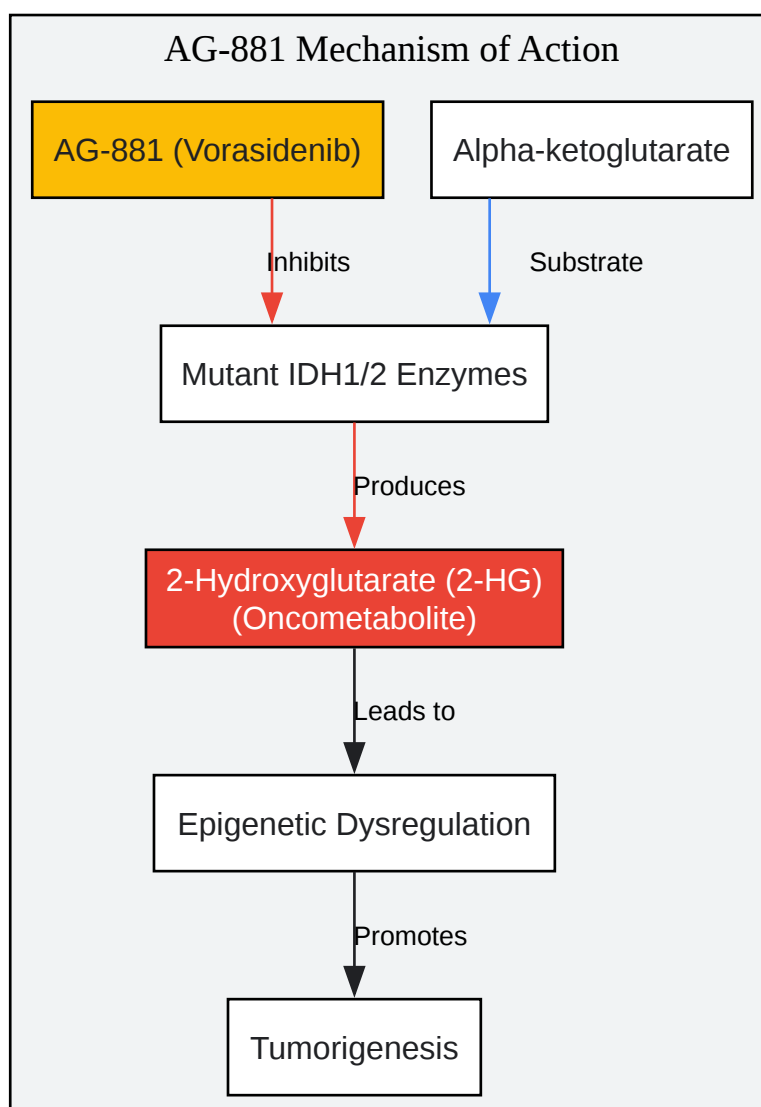 AG-881 Mechanism of Action
AG-881 (Vorasidenib)
Alpha-ketoglutarate
Inhibits
Substrate
Mutant IDH1/2 Enzymes
Produces
2-Hydroxyglutarate (2-HG)
(Oncometabolite)
Leads to
Epigenetic Dysregulation
Promotes
Tumorigenesis